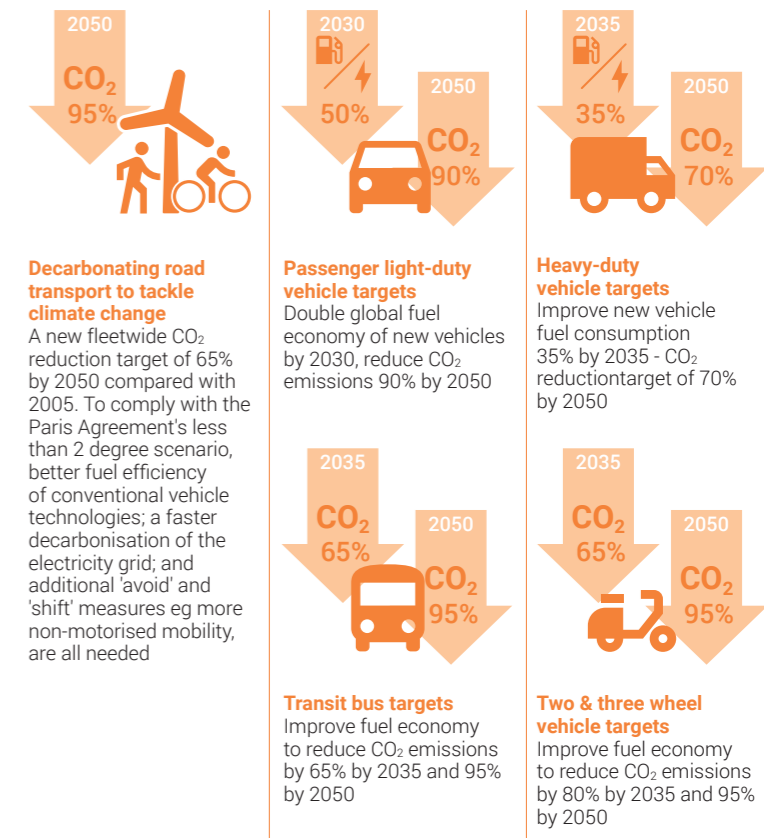 2050
CO₂
95%
Decarbonating road
transport to tackle
climate change
A new fleetwide CO₂
reduction target of 65%
by 2050 compared with
2005. To comply with the
Paris Agreement's less
than 2 degree scenario,
better fuel efficiency
of conventional vehicle
technologies; a faster
decarbonisation of the
electricity grid; and
additional 'avoid' and
'shift' measures eg more
non-motorised mobility,
are all needed
2030
50%
2050
CO₂
90%
Passenger light-duty
vehicle targets
Double global fuel
economy of new vehicles
by 2030, reduce CO₂
emissions 90% by 2050
2035
35%
2050
CO₂
70%
Heavy-duty
vehicle targets
Improve new vehicle
fuel consumption
35% by 2035 - CO₂
reductiontarget of 70%
by 2050
2035
CO₂
65%
2050
CO₂
95%
Transit bus targets
Improve fuel economy
to reduce CO₂ emissions
by 65% by 2035 and 95%
by 2050
2035
CO₂
65%
2050
CO₂
95%
Two & three wheel
vehicle targets
Improve fuel economy
to reduce CO₂ emissions
by 80% by 2035 and 95%
by 2050